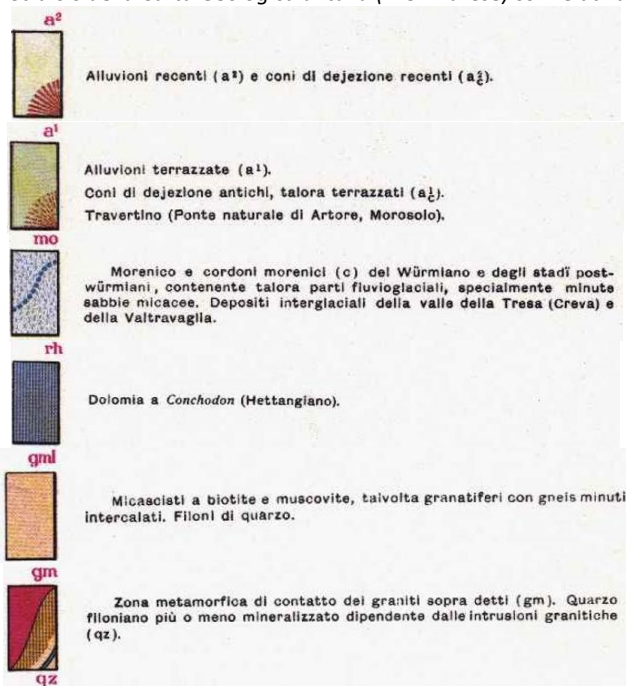 a²
Alluvioni recenti (a²) e coni di dejezione recenti (a²c).
a¹
Alluvioni terrazzate (a¹).
Coni di dejezione antichi, talora terrazzati (a¹c).
Travertino (Ponte naturale di Artore, Morosolo).
mo
Morenico e cordoni morenici (c) del Würmiano e degli stadî post-
würmiani, contenente talora parti fluvioglaciali, specialmente minute
sabbie micacee. Depositi interglaciali della valle della Tresa (Creva) e
della Valtravaglia.
rh
Dolomia a Conchodon (Hettangiano).
gml
Micascisti a biotite e muscovite, talvolta granatiferi con gneis minuti
intercalati. Filoni di quarzo.
gm
Zona metamorfica di contatto dei graniti sopra detti (gm). Quarzo
filoniano più o meno mineralizzato dipendente dalle intrusioni granitiche
(qz).
qz